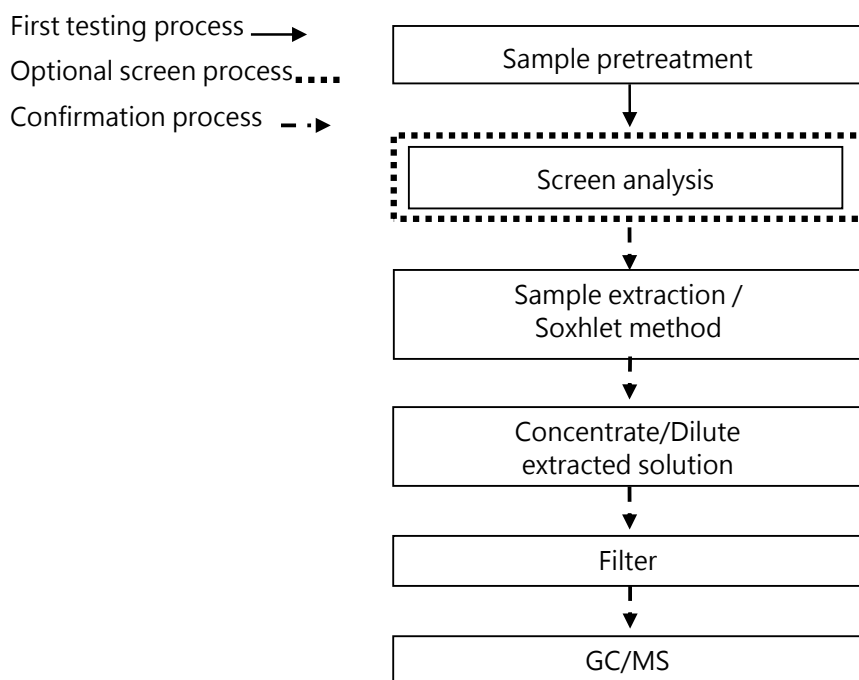 First testing process
Optional screen process
Confirmation process
Sample pretreatment
Screen analysis
Sample extraction /
Soxhlet method
Concentrate/Dilute
extracted solution
Filter
GC/MS